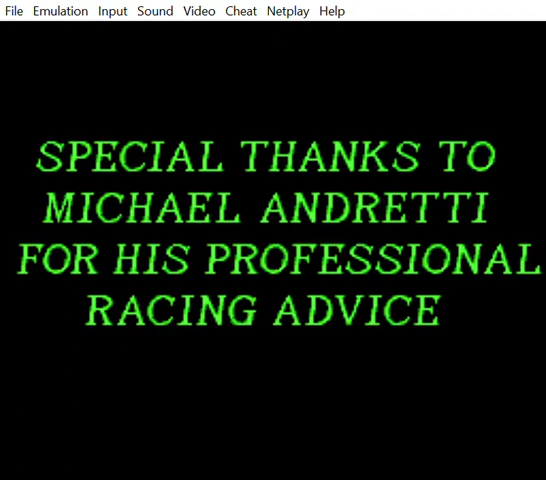 File Emulation Input Sound Video Cheat Netplay Help
SPECIAL THANKS TO
MICHAEL ANDRETTI
FOR HIS PROFESSIONAL
RACING ADVICE